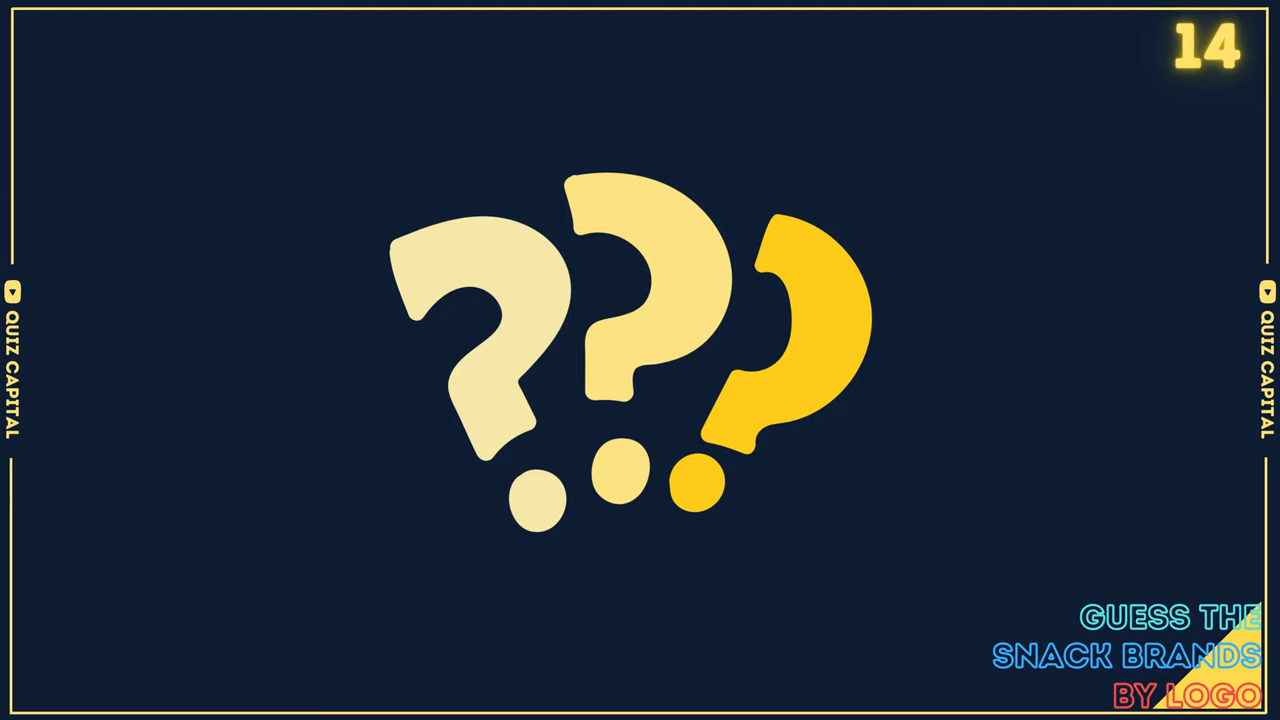 14
QUIZ CAPITAL
QUIZ CAPITAL
GUESS THE
SNACK BRANDS
BY LOGO